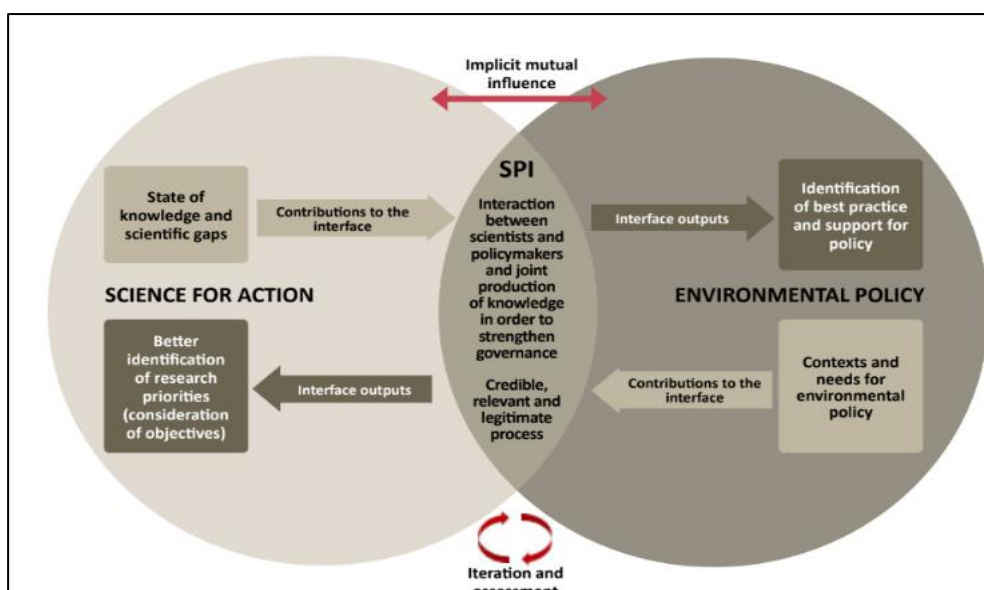 Implicit mutual
influence
SPI
Interaction
between
scientists and
policymakers
and joint
production
of knowledge
in order to
strengthen
governance
Credible,
relevant and
legitimate
process
State of
knowledge and
scientific gaps
Contributions to the
interface
Interface outputs
Identification
of best practice
and support for
policy
SCIENCE FOR ACTION
ENVIRONMENTAL POLICY
Better
identification
of research
priorities
(consideration
of objectives)
Interface outputs
Contributions to the
interface
Contexts and
needs for
environmental
policy
Iteration and
assessment